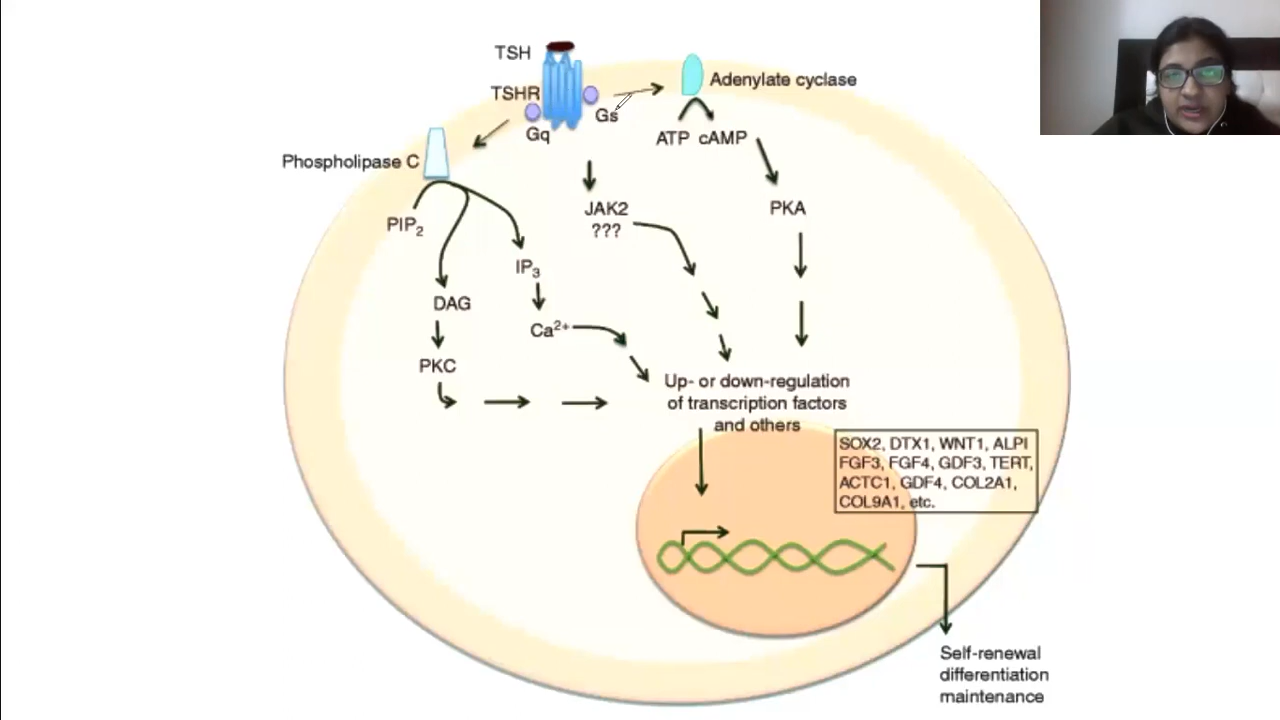 TSH
TSHR
Gq
Gs
Adenylate cyclase
ATP cAMP
Phospholipase C
PIP2
JAK2
???
PKA
IP3
DAG
Ca2+
PKC
Up- or down-regulation
of transcription factors
and others
SOX2, DTX1, WNT1, ALPI
FGF3, FGF4, GDF3, TERT,
ACTC1, GDF4, COL2A1,
COL9A1, etc.
Self-renewal
differentiation
maintenance